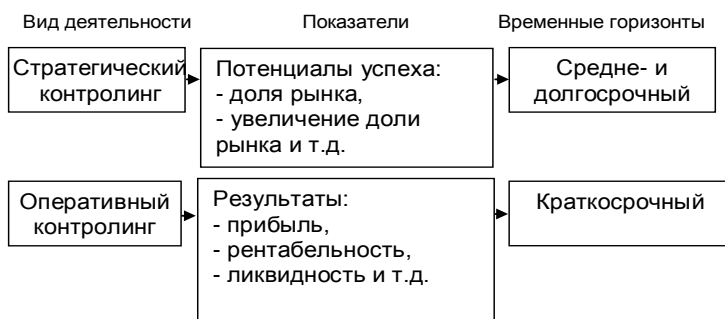 Вид деятельности
Показатели
Временные горизонты
Стратегический
контролинг
Потенциалы успеха:
- доля рынка,
- увеличение доли
рынка и т.д.
Средне- и
долгосрочный
Оперативный
контролинг
Результаты:
- прибыль,
- рентабельность,
- ликвидность и т.д.
Краткосрочный